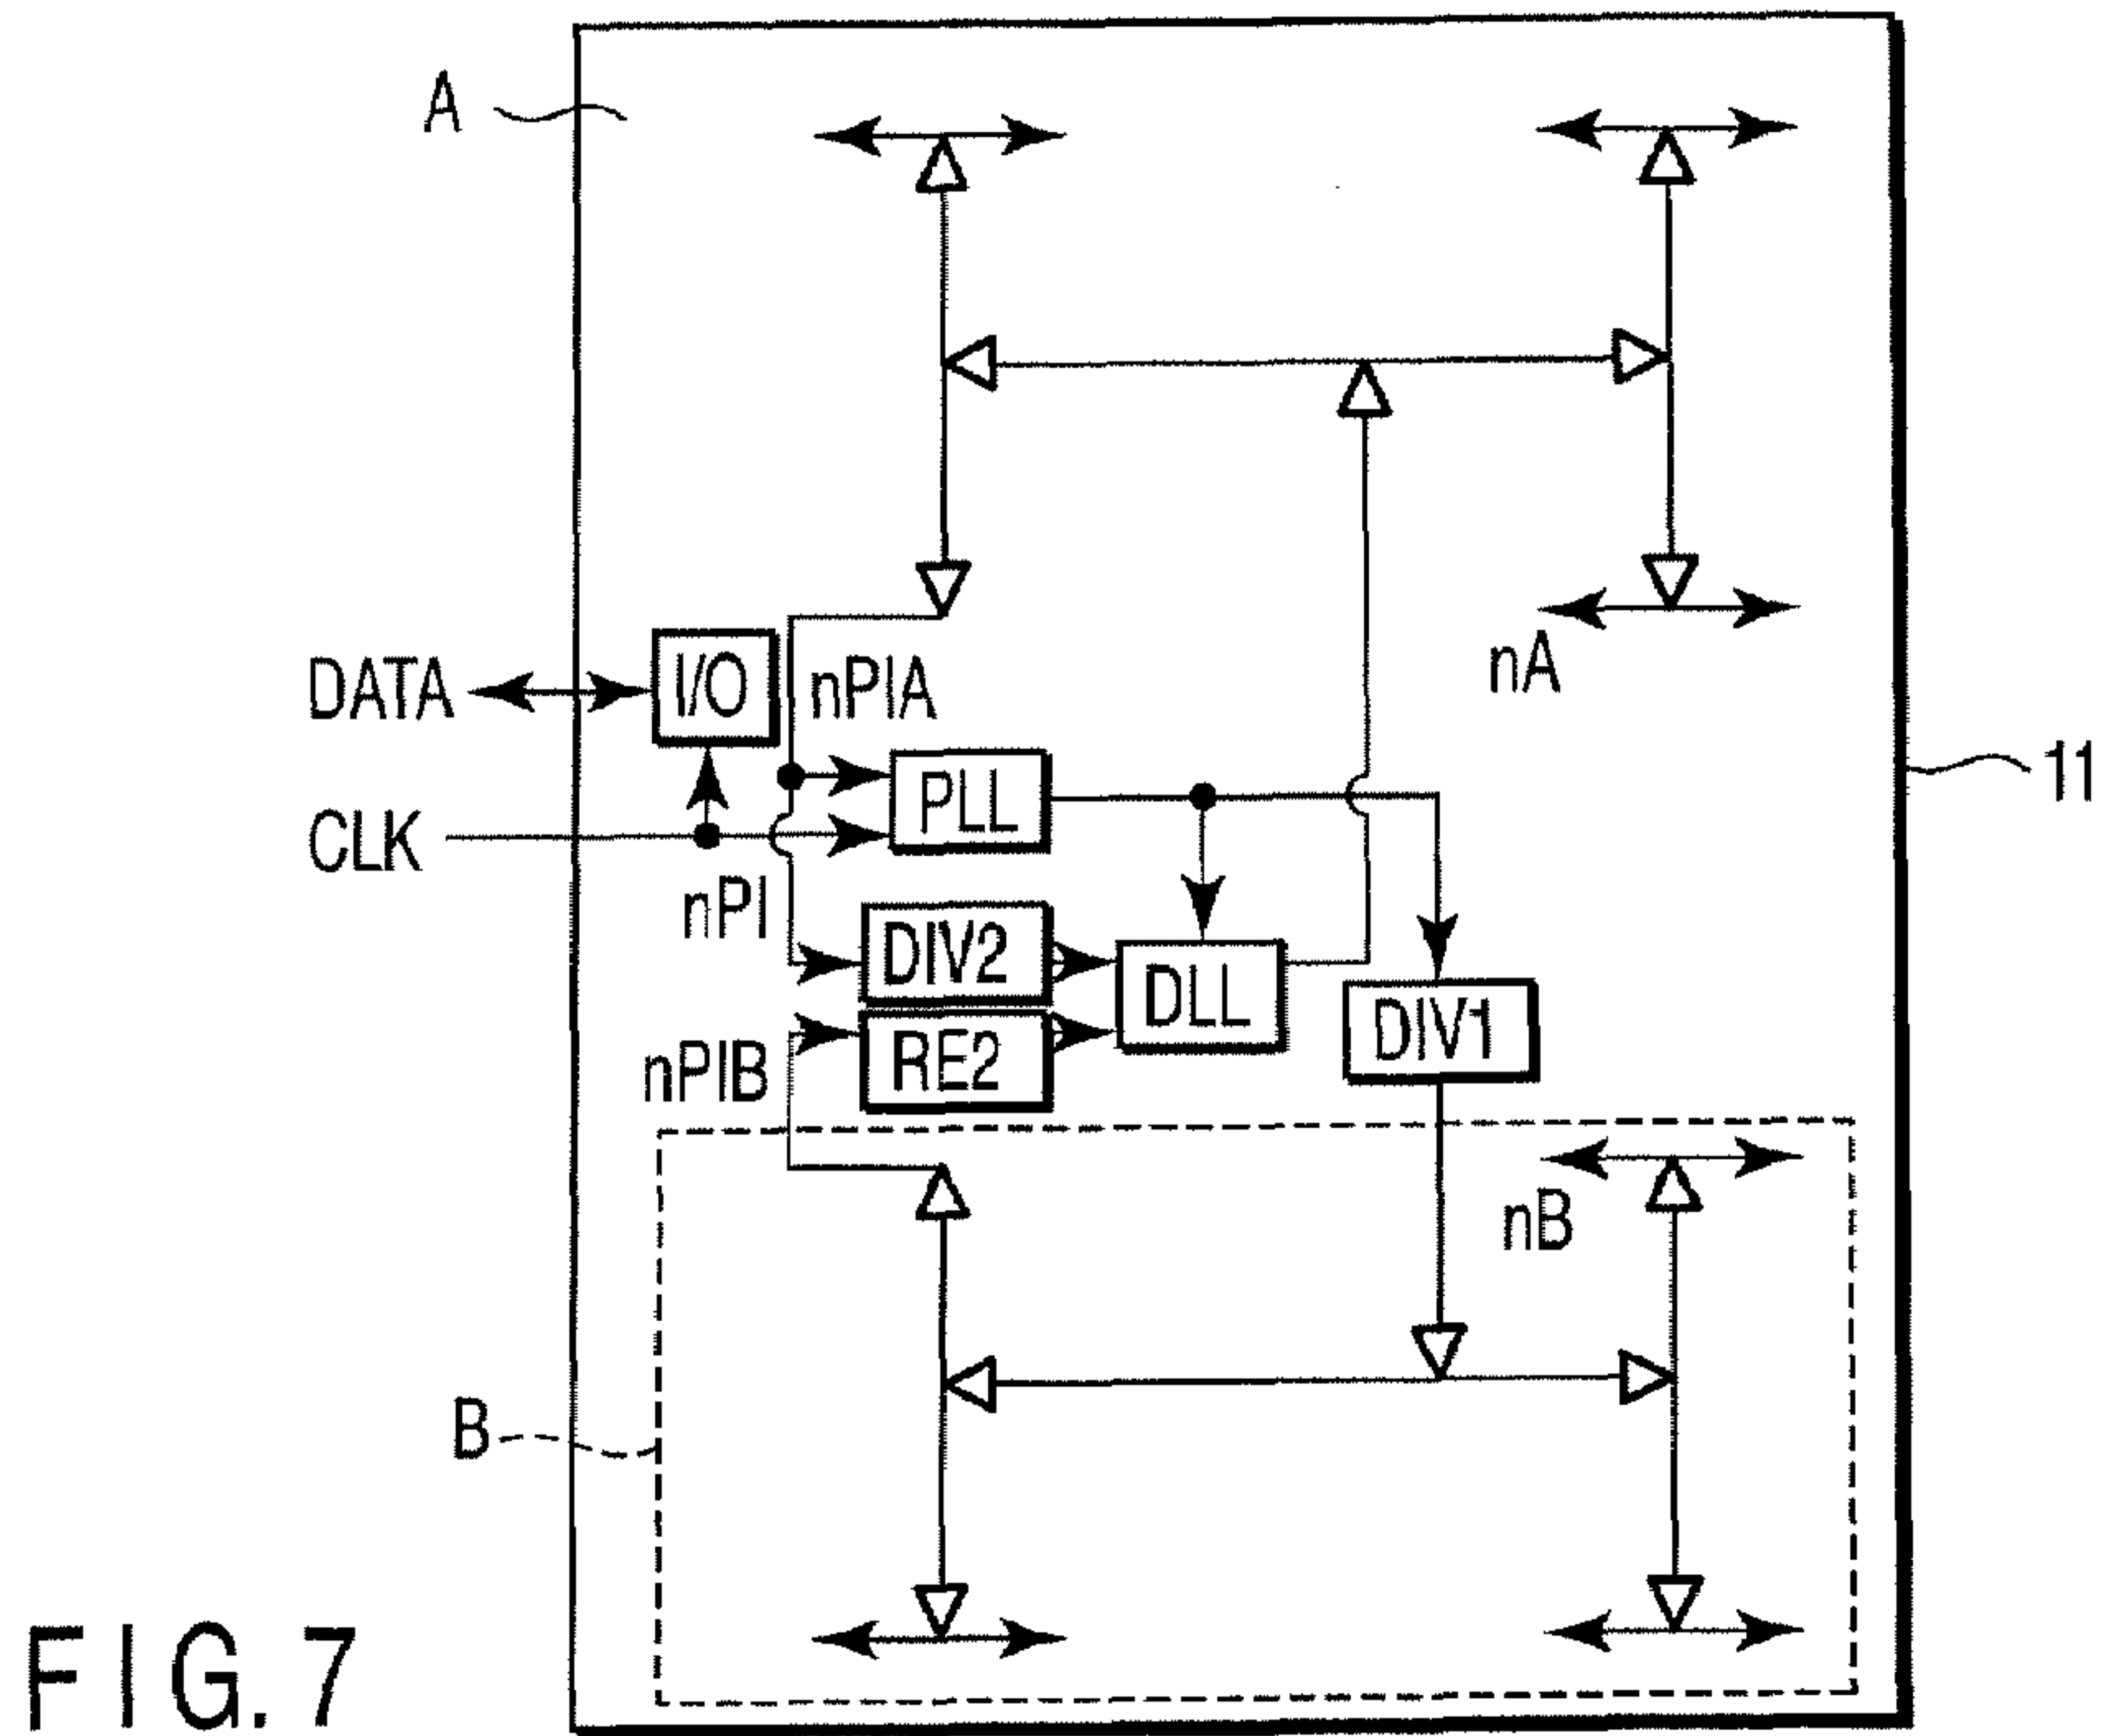 A
DATA
I/O
nPIA
nA
PLL
11
CLK
nPI
DIV2
DLL
DIV1
nPIB
RE2
nB
B
FIG. 7